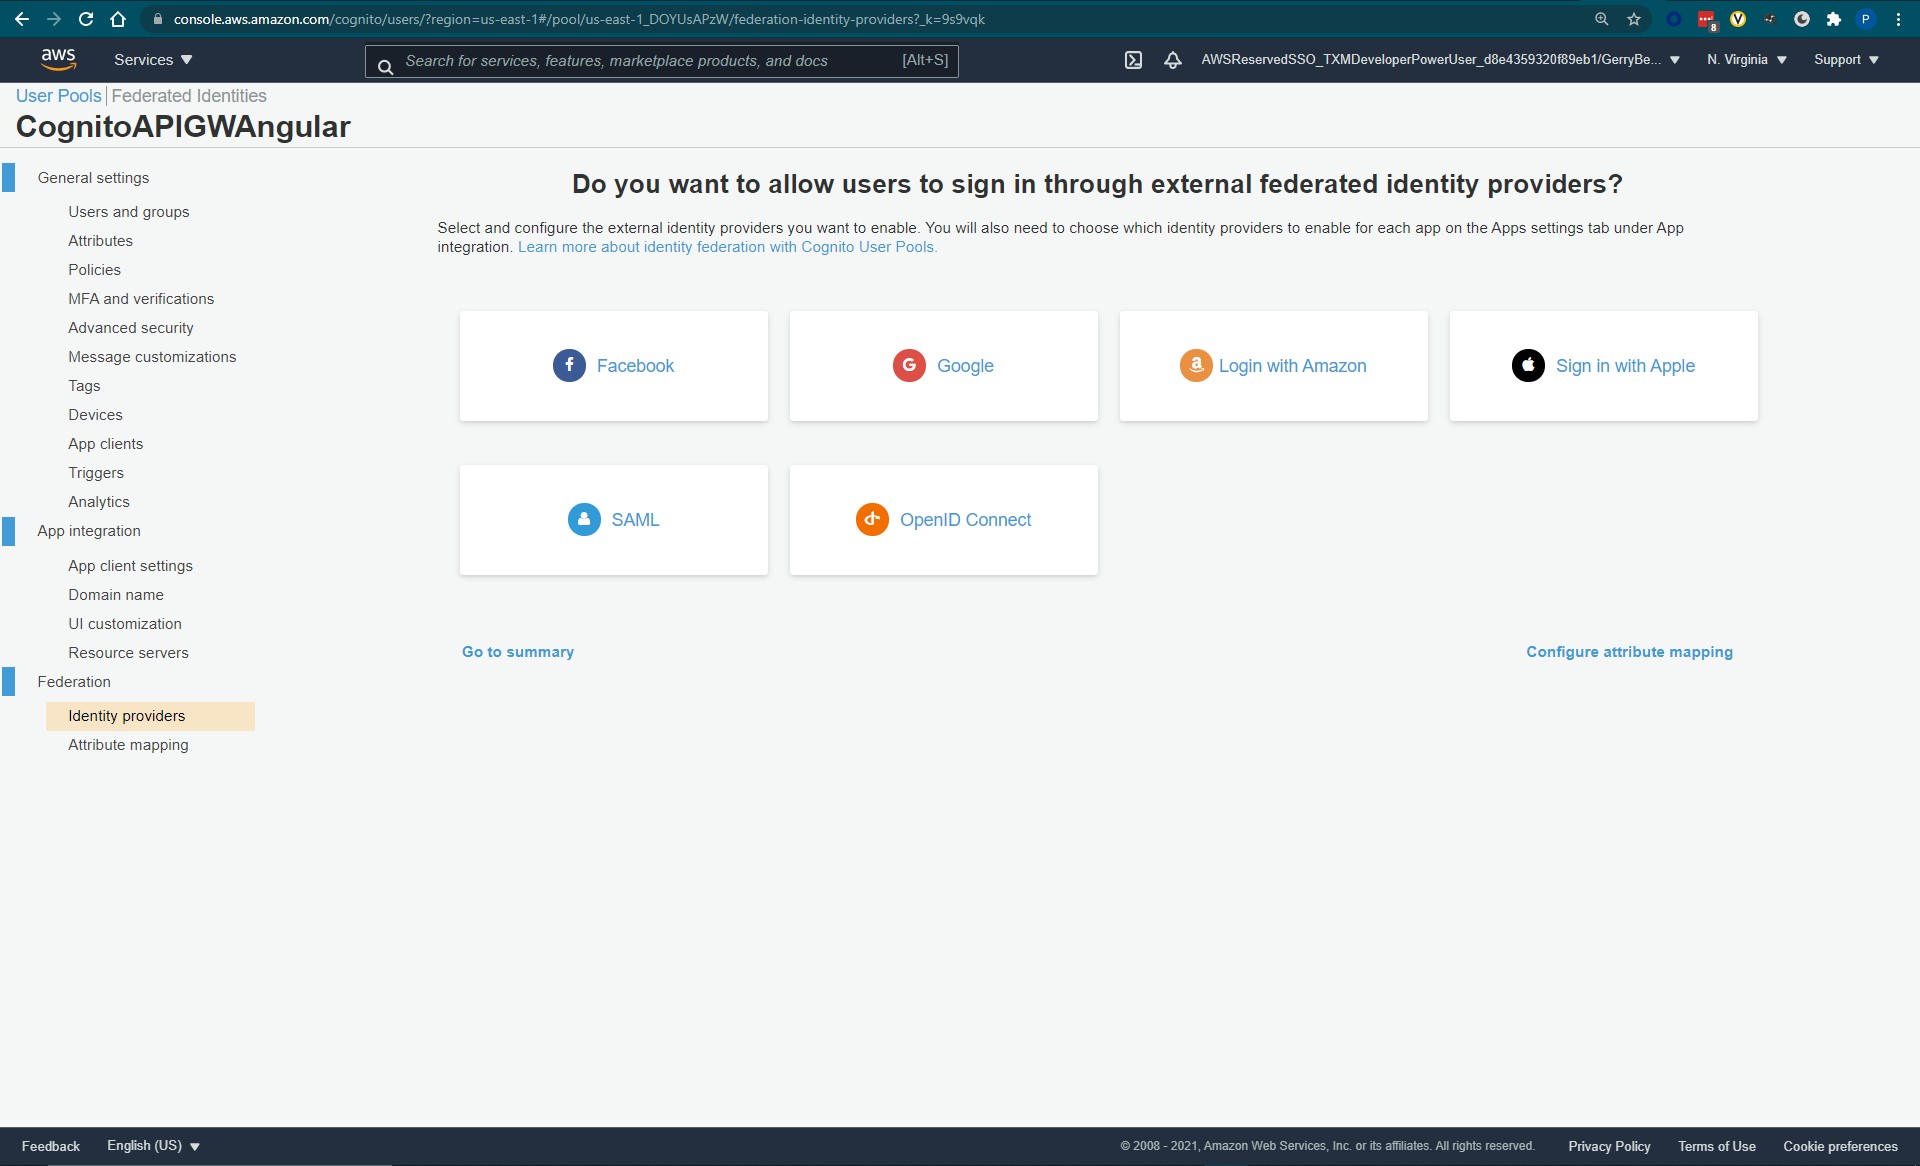 console.aws.amazon.com/cognito/users/?region=us-east-1#/pool/us-east-1_DOYUsAPzW/federation-identity-providers?_k=9s9vqk
8
V
P
aws
Services
Search for services, features, marketplace products, and docs [Alt+S]
AWSReservedSSO_TXMDeveloperPowerUser_d8e4359320f89eb1/GerryBe...
N. Virginia
Support
User Pools | Federated Identities
CognitoAPIGWAngular
General settings
Users and groups
Attributes
Policies
MFA and verifications
Advanced security
Message customizations
Tags
Devices
App clients
Triggers
Analytics
App integration
App client settings
Domain name
UI customization
Resource servers
Federation
Identity providers
Attribute mapping
Do you want to allow users to sign in through external federated identity providers?
Select and configure the external identity providers you want to enable. You will also need to choose which identity providers to enable for each app on the Apps settings tab under App
integration. Learn more about identity federation with Cognito User Pools.
Facebook
Google
Login with Amazon
Sign in with Apple
SAML
OpenID Connect
Go to summary
Configure attribute mapping
Feedback
English (US)
© 2008 - 2021, Amazon Web Services, Inc. or its affiliates. All rights reserved.
Privacy Policy
Terms of Use
Cookie preferences